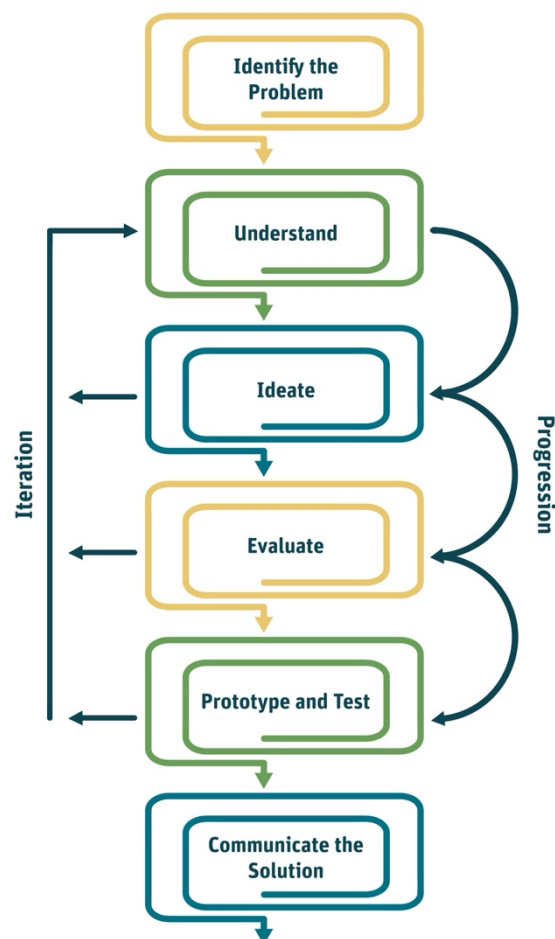 Identify the
Problem
Understand
Ideate
Evaluate
Prototype and Test
Communicate the
Solution
Iteration
Progression